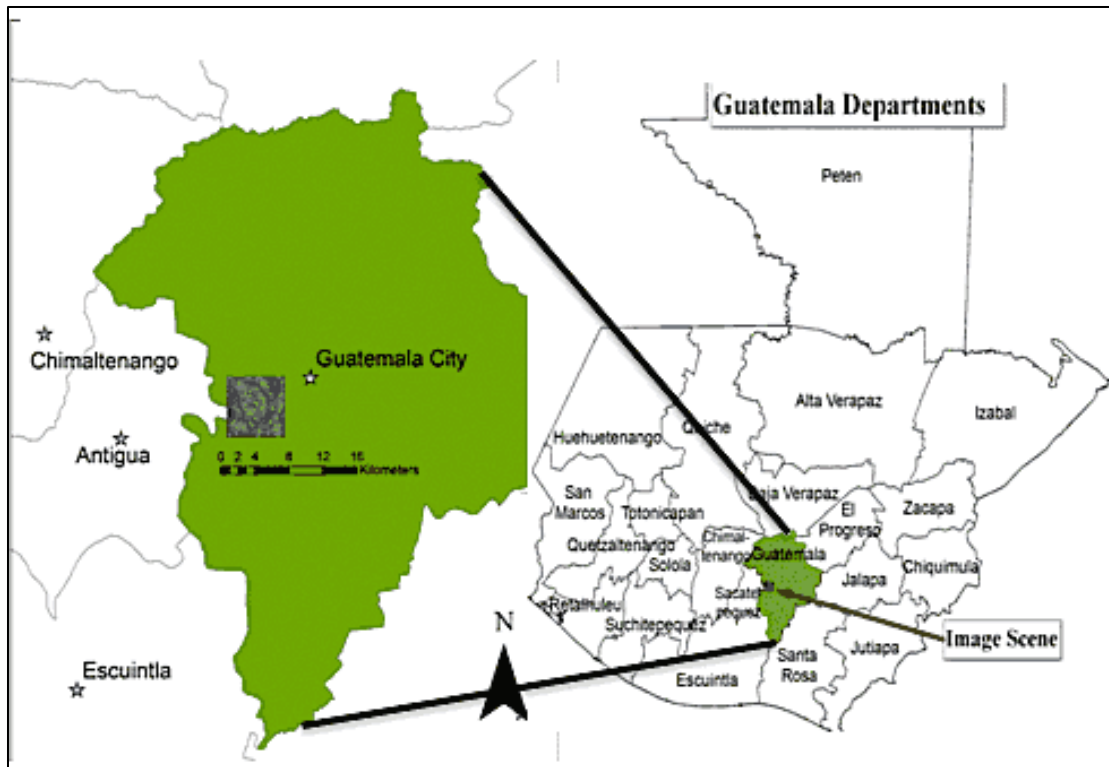 Guatemala Departments
Peten
Chimaltenango
Guatemala City
Antigua
0 2 4 8 12 16
Kilometers
Escuintla
N
Alta Verapaz
Izabal
Huehuetenango
Quiche
Baja Verapaz
San
Marcos
Totonicapan
El
Progreso
Zacapa
Quetzaltenango
Chimal-
tenango
Guatemala
Solola
Jalapa
Chiquimula
Retalhuleu
Sacate
pequez
Suchitepequez
Image Scene
Jutiapa
Santa
Rosa
Escuintla